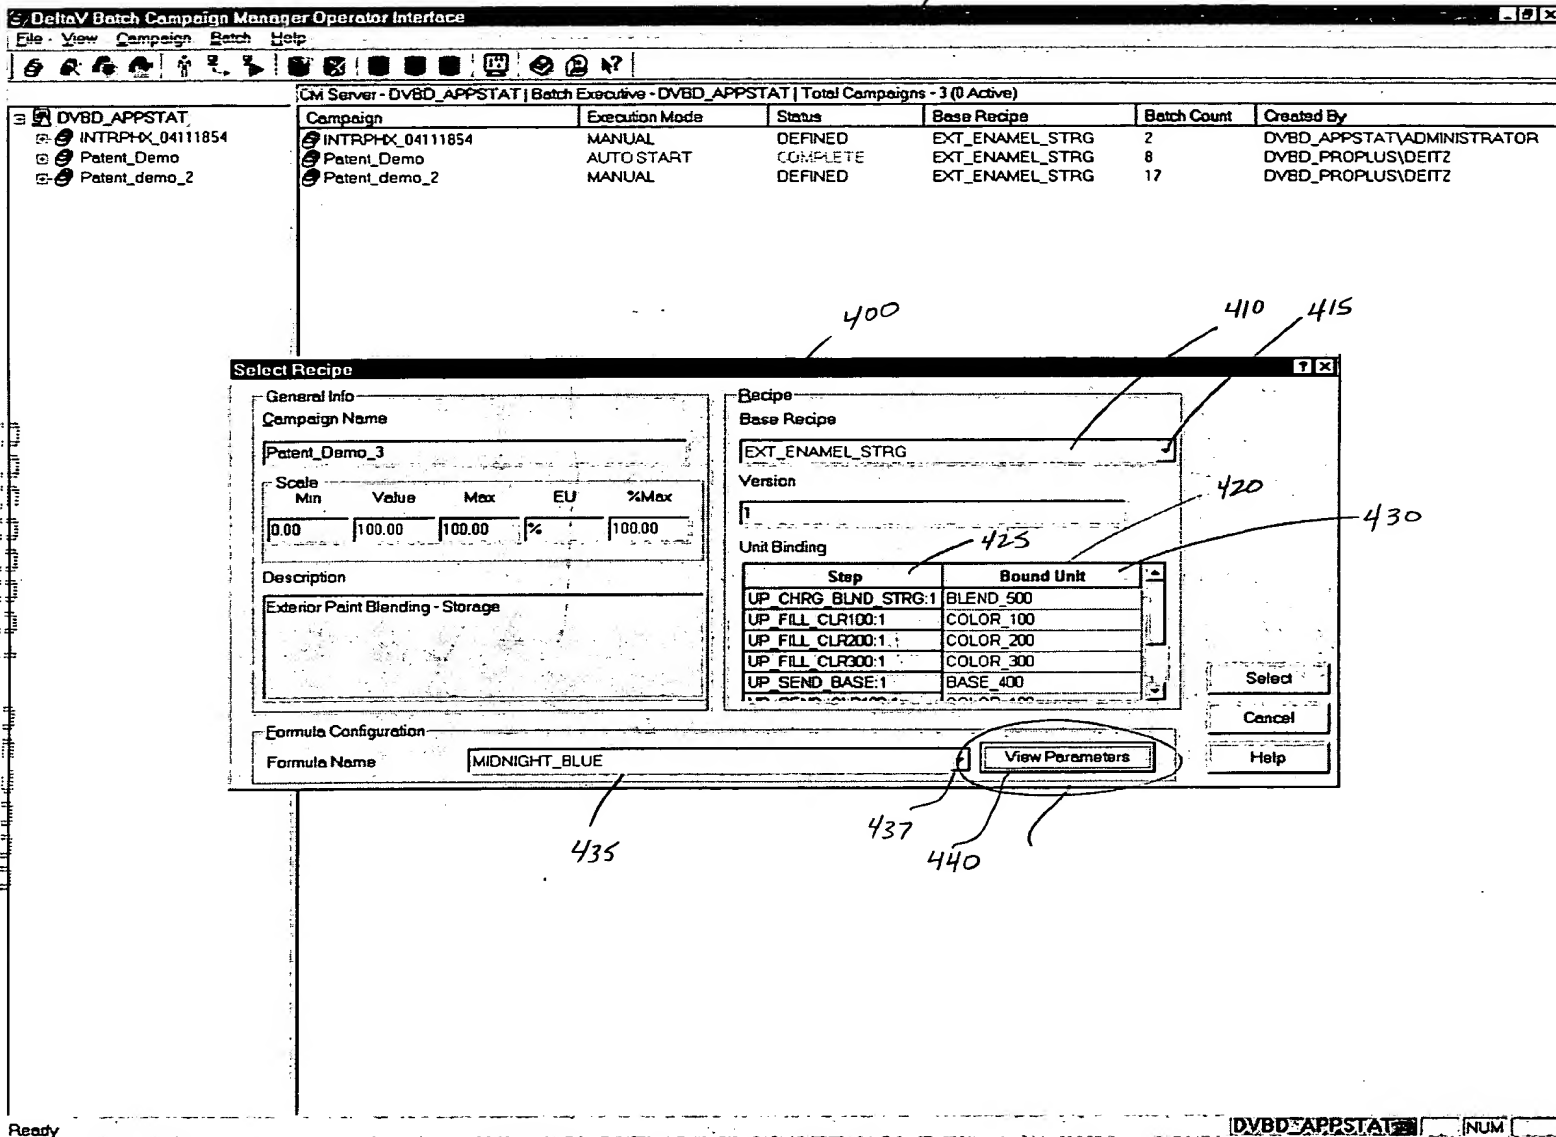 DeltaV Batch Campaign Manager Operator Interface
File View Campaign Batch Help
CM Server - DVBD_APPSTAT | Batch Executive - DVBD_APPSTAT | Total Campaigns - 3 (0 Active)
DVBD_APPSTAT
INTRPHX_04111854
Patent_Demo
Patent_demo_2
Campaign Execution Mode Status Base Recipe Batch Count Created By
INTRPHX_04111854 MANUAL DEFINED EXT_ENAMEL_STRG 2 DVBD_APPSTAT\ADMINISTRATOR
Patent_Demo AUTO START COMPLETE EXT_ENAMEL_STRG 8 DVBD_PROPLUS\DEITZ
Patent_demo_2 MANUAL DEFINED EXT_ENAMEL_STRG 17 DVBD_PROPLUS\DEITZ
400 410 415
Select Recipe
General Info
Campaign Name
Patent_Demo_3
Scale
Min Value Max EU %Max
0.00 100.00 100.00 % 100.00
Description
Exterior Paint Blending - Storage
Recipe
Base Recipe
EXT_ENAMEL_STRG
Version
1
420
430
Unit Binding
425
Step Bound Unit
UP_CHRG_BLND_STRG:1 BLEND_500
UP_FILL_CLR100:1 COLOR_100
UP_FILL_CLR200:1 COLOR_200
UP_FILL_CLR300:1 COLOR_300
UP_SEND_BASE:1 BASE_400
Select
Cancel
Help
Formula Configuration
Formula Name MIDNIGHT_BLUE View Parameters
435
437
440
Ready DVBD_APPSTAT NUM